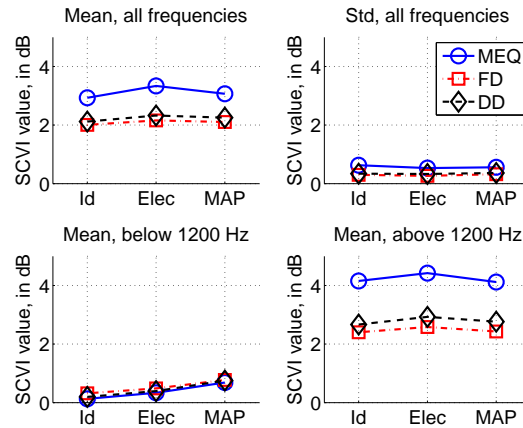 Mean, all frequencies
SCVI value, in dB
4
2
0
Id Elec MAP
Std, all frequencies
SCVI value, in dB
4
2
0
Id Elec MAP
MEQ
FD
DD
Mean, below 1200 Hz
SCVI value, in dB
4
2
0
Id Elec MAP
Mean, above 1200 Hz
SCVI value, in dB
4
2
0
Id Elec MAP